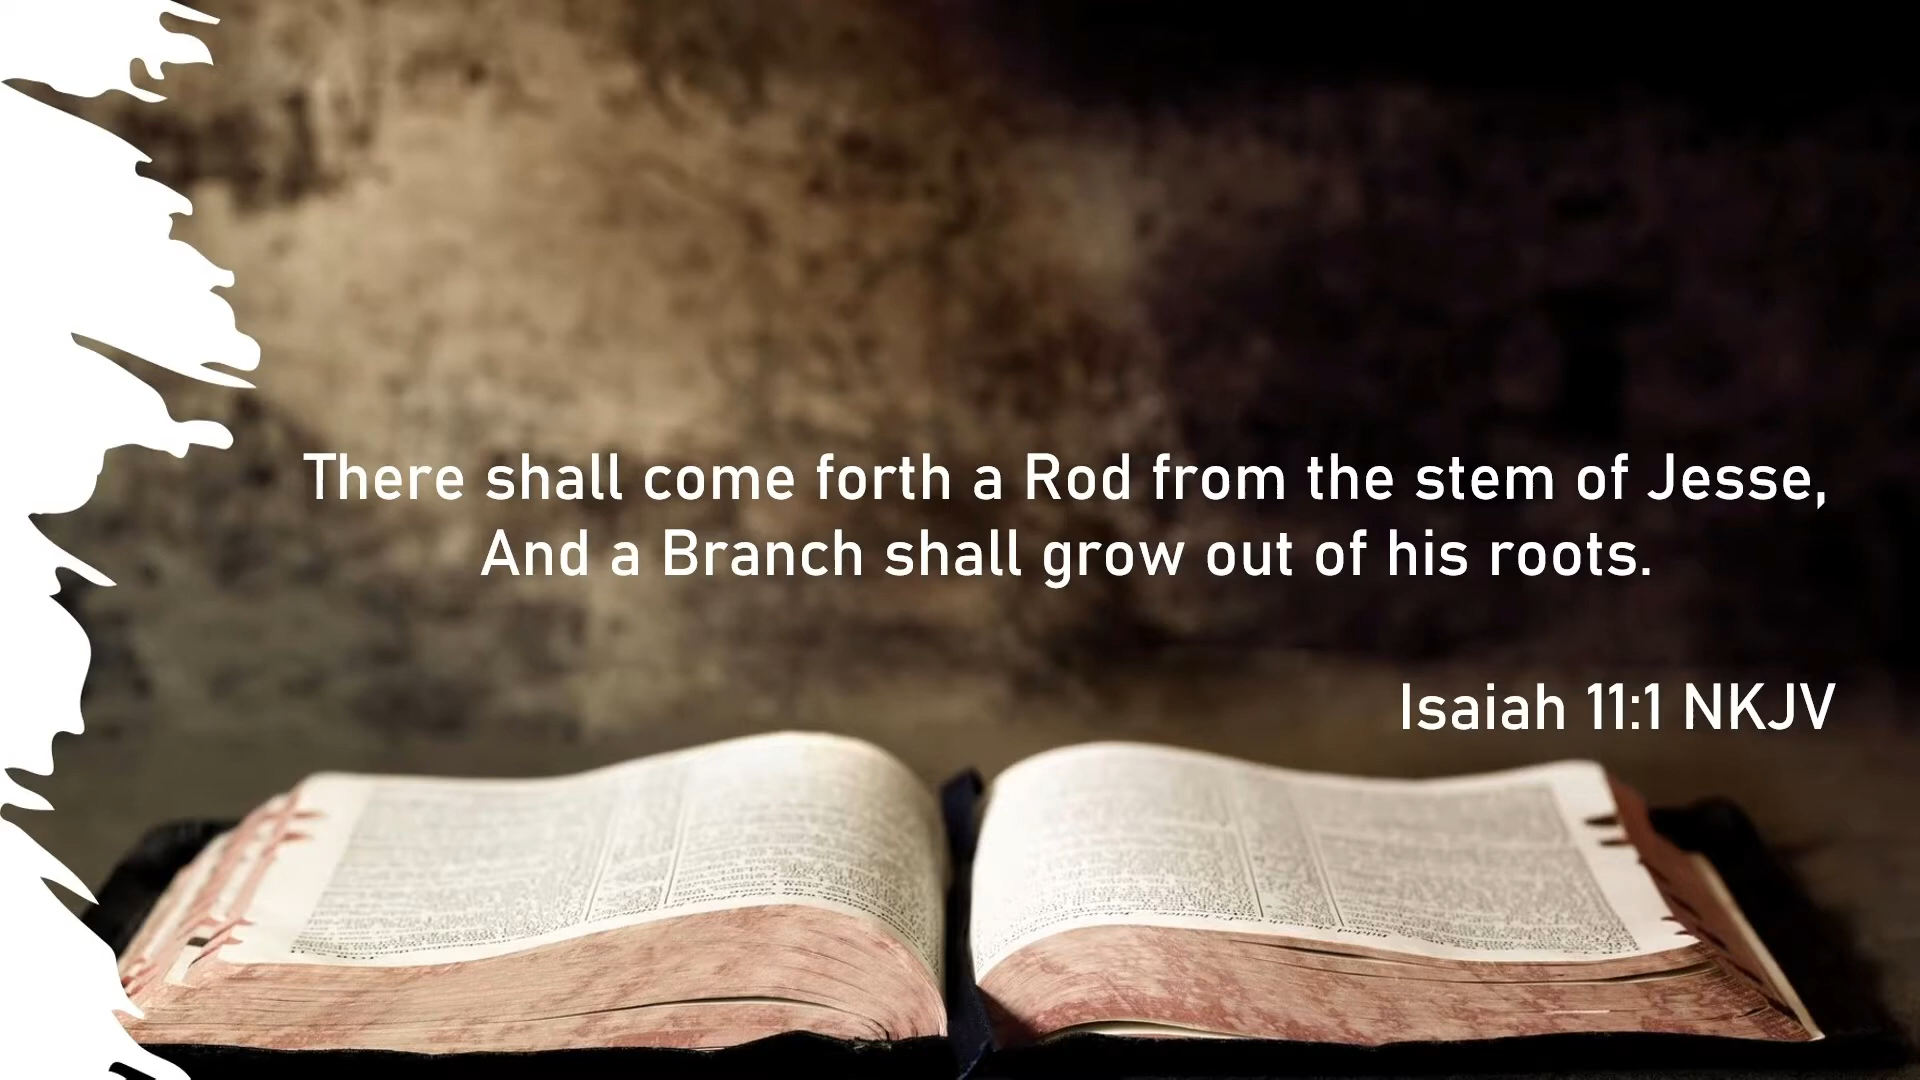 There shall come forth a Rod from the stem of Jesse,
And a Branch shall grow out of his roots.
Isaiah 11:1 NKJV